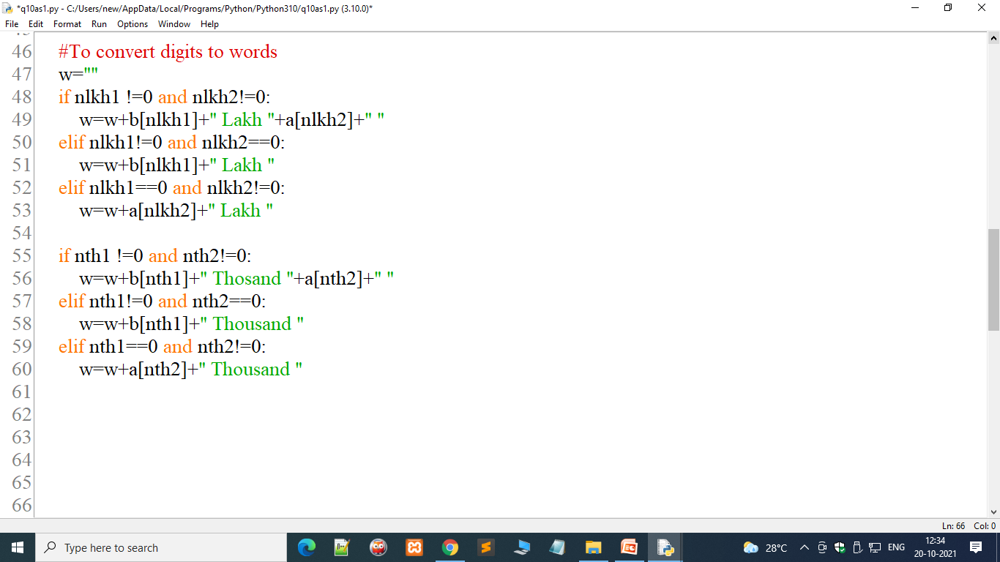 *q10as1.py - C:/Users/new/AppData/Local/Programs/Python/Python310/q10as1.py (3.10.0)*
File Edit Format Run Options Window Help
46 #To convert digits to words
47 w=""
48 if nlkh1 !=0 and nlkh2!=0:
49 w=w+b[nlkh1]+" Lakh "+a[nlkh2]+" "
50 elif nlkh1!=0 and nlkh2==0:
51 w=w+b[nlkh1]+" Lakh "
52 elif nlkh1==0 and nlkh2!=0:
53 w=w+a[nlkh2]+" Lakh "
54
55 if nth1 !=0 and nth2!=0:
56 w=w+b[nth1]+" Thosand "+a[nth2]+" "
57 elif nth1!=0 and nth2==0:
58 w=w+b[nth1]+" Thousand "
59 elif nth1==0 and nth2!=0:
60 w=w+a[nth2]+" Thousand "
61
62
63
64
65
66
Ln: 66 Col: 0
Type here to search
28°C
ENG
12:34
20-10-2021